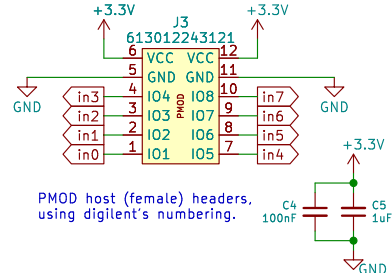 +3.3V J3 +3.3V
613012243121
6 VCC VCC 12
5 GND GND 11
GND GND
in3 4 IO4 IO8 10 in7
in2 3 IO3 IO7 9 in6
in1 2 IO2 IO6 8 in5
in0 1 IO1 IO5 7 in4
PMOD
+3.3V
PMOD host (female) headers,
using digilent's numbering.
C4 C5
100nF 1uF
GND